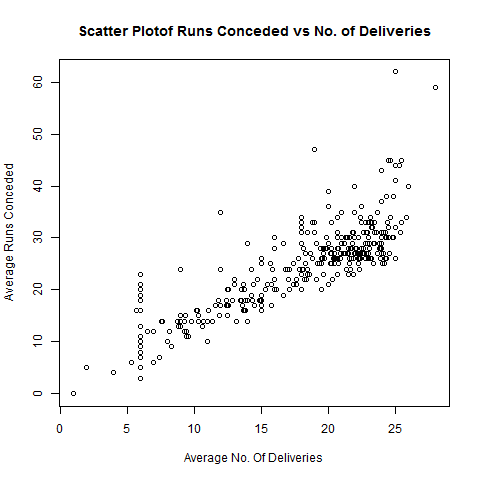 Scatter Plotof Runs Conceded vs No. of Deliveries
Average Runs Conceded
60
50
40
30
20
10
0
0 5 10 15 20 25
Average No. Of Deliveries